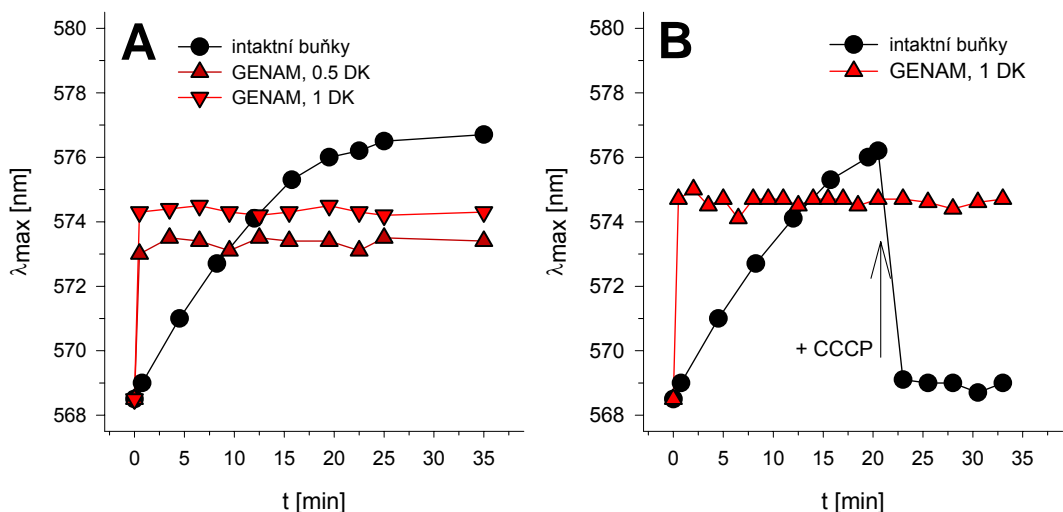 A
intaktní buňky
GENAM, 0.5 DK
GENAM, 1 DK
580
578
576
574
572
570
568
λmax [nm]
0 5 10 15 20 25 30 35
t [min]
B
intaktní buňky
GENAM, 1 DK
580
578
576
574
572
570
568
λmax [nm]
+ CCCP
0 5 10 15 20 25 30 35
t [min]